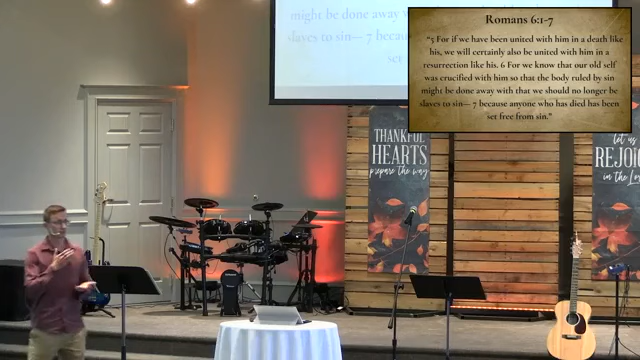 might be done away w
slaves to sin— 7 becaus
set
Romans 6:1-7
“5 For if we have been united with him in a death like
his, we will certainly also be united with him in a
resurrection like his. 6 For we know that our old self
was crucified with him so that the body ruled by sin
might be done away with that we should no longer be
slaves to sin— 7 because anyone who has died has been
set free from sin.”
THANKFUL
HEARTS
prepare the way
let us
REJOI
in the Lor